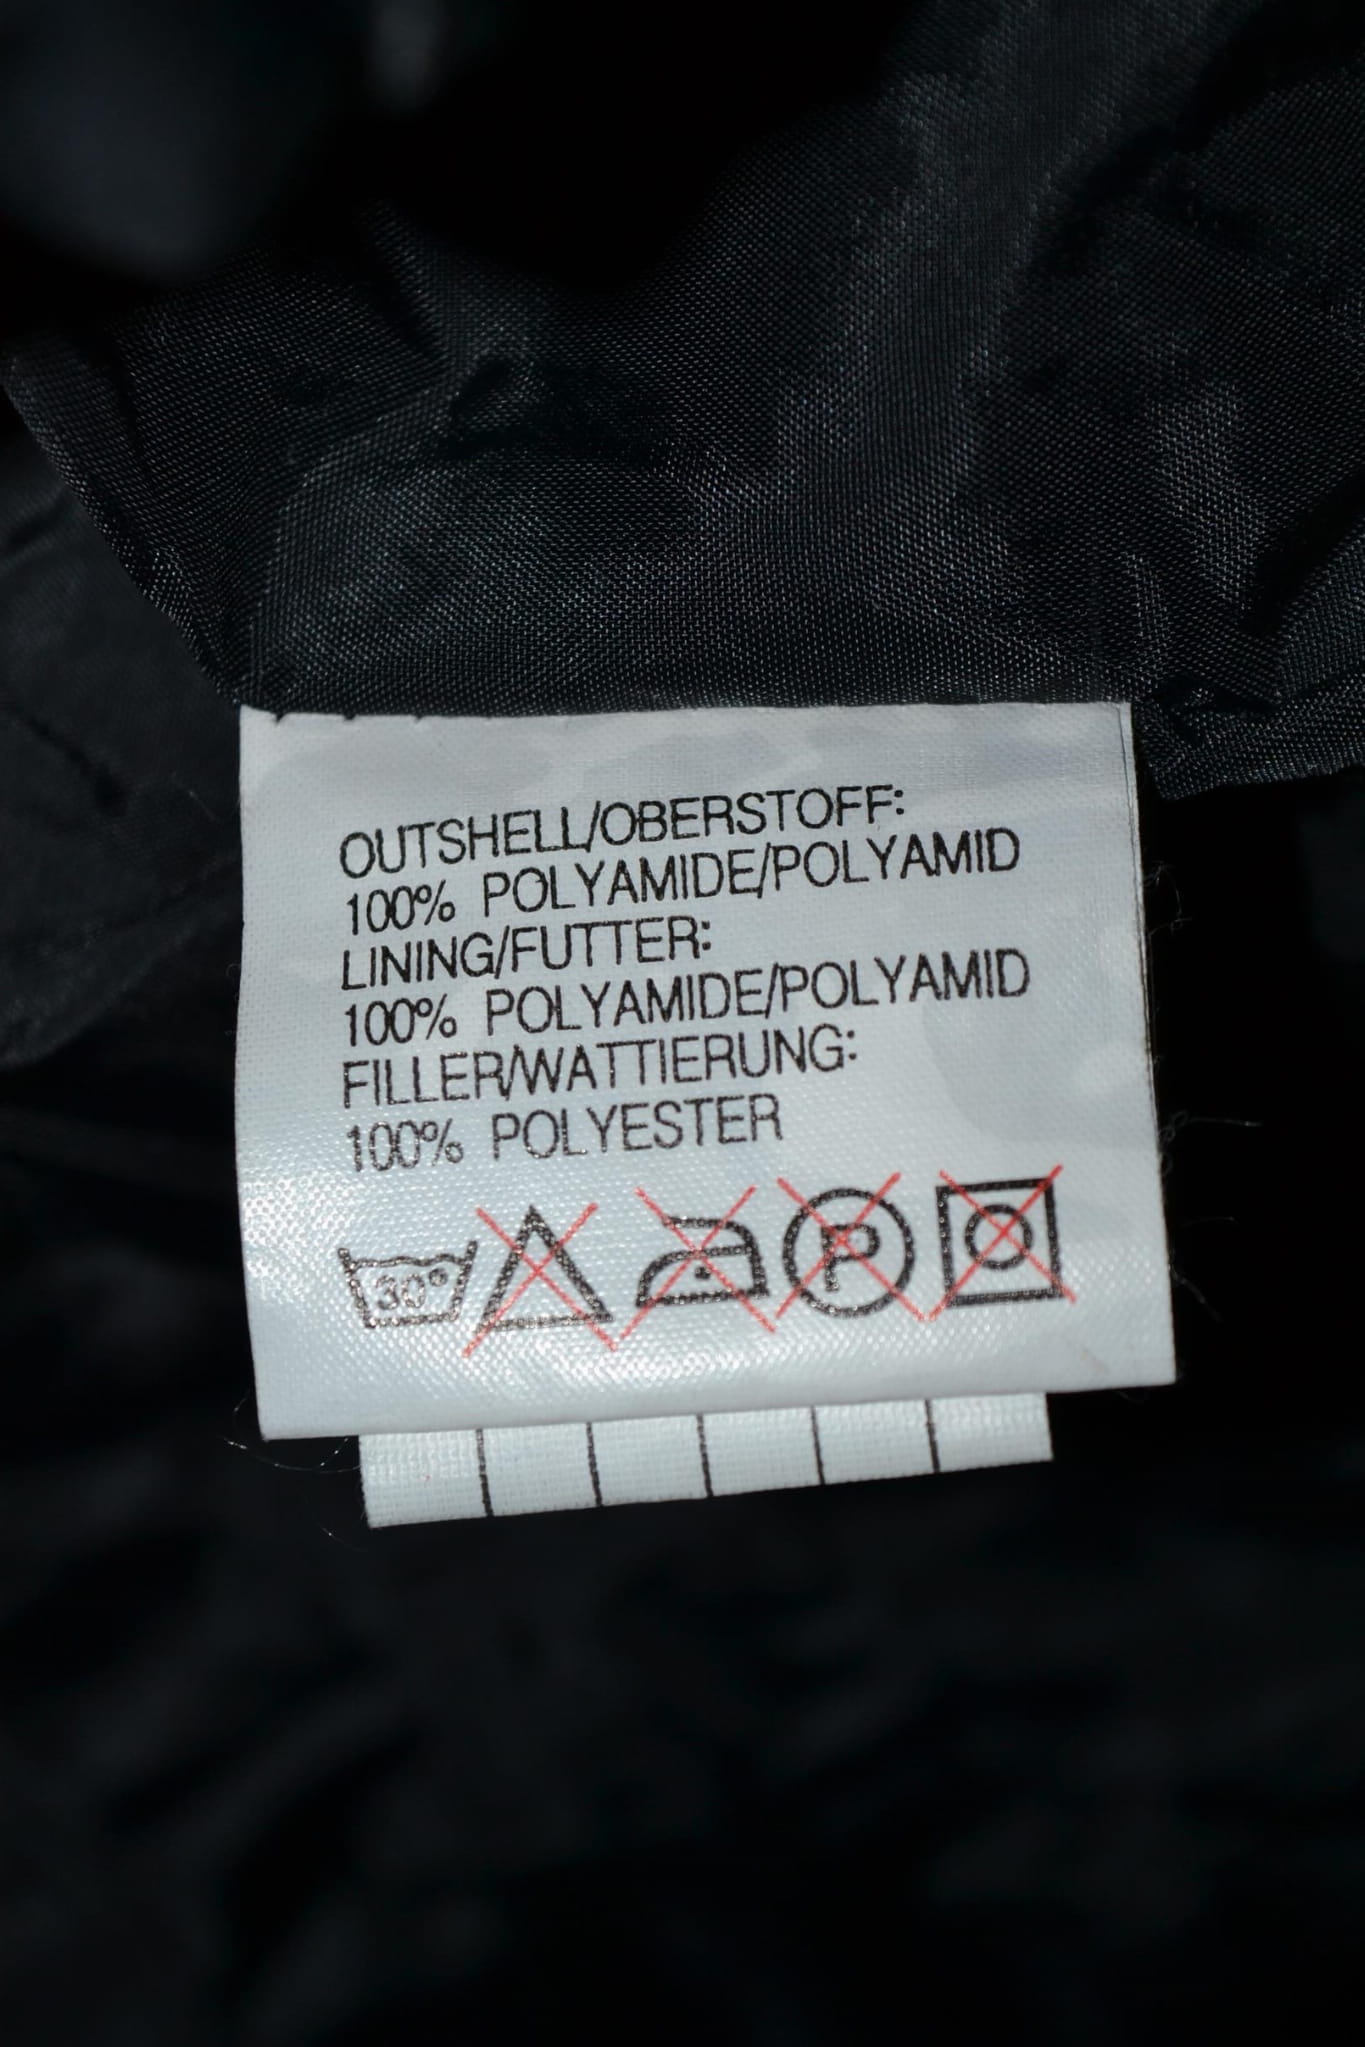 OUTSHELL/OBERSTOFF:
100% POLYAMIDE/POLYAMID
LINING/FUTTER:
100% POLYAMIDE/POLYAMID
FILLER/WATTIERUNG:
100% POLYESTER
30° P